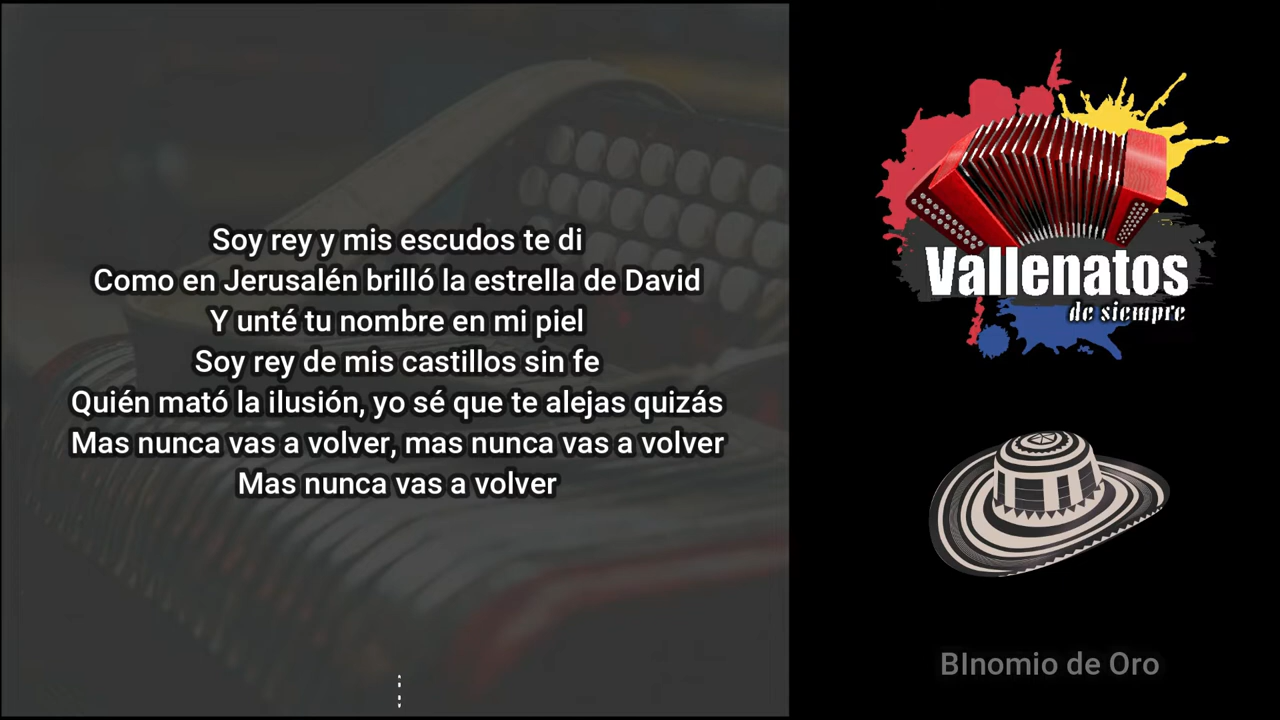 Soy rey y mis escudos te di
Como en Jerusalén brilló la estrella de David
Y unté tu nombre en mi piel
Soy rey de mis castillos sin fe
Quién mató la ilusión, yo sé que te alejas quizás
Mas nunca vas a volver, mas nunca vas a volver
Mas nunca vas a volver
Vallenatos
de siempre
BInomio de Oro